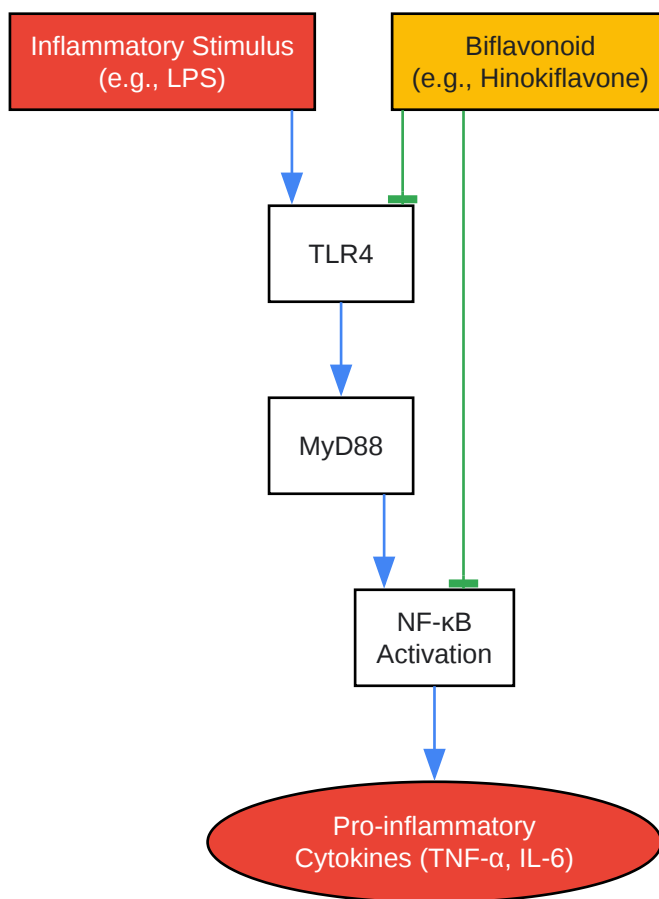 Inflammatory Stimulus
(e.g., LPS)
Biflavonoid
(e.g., Hinokiflavone)
TLR4
MyD88
NF-κB
Activation
Pro-inflammatory
Cytokines (TNF-α, IL-6)